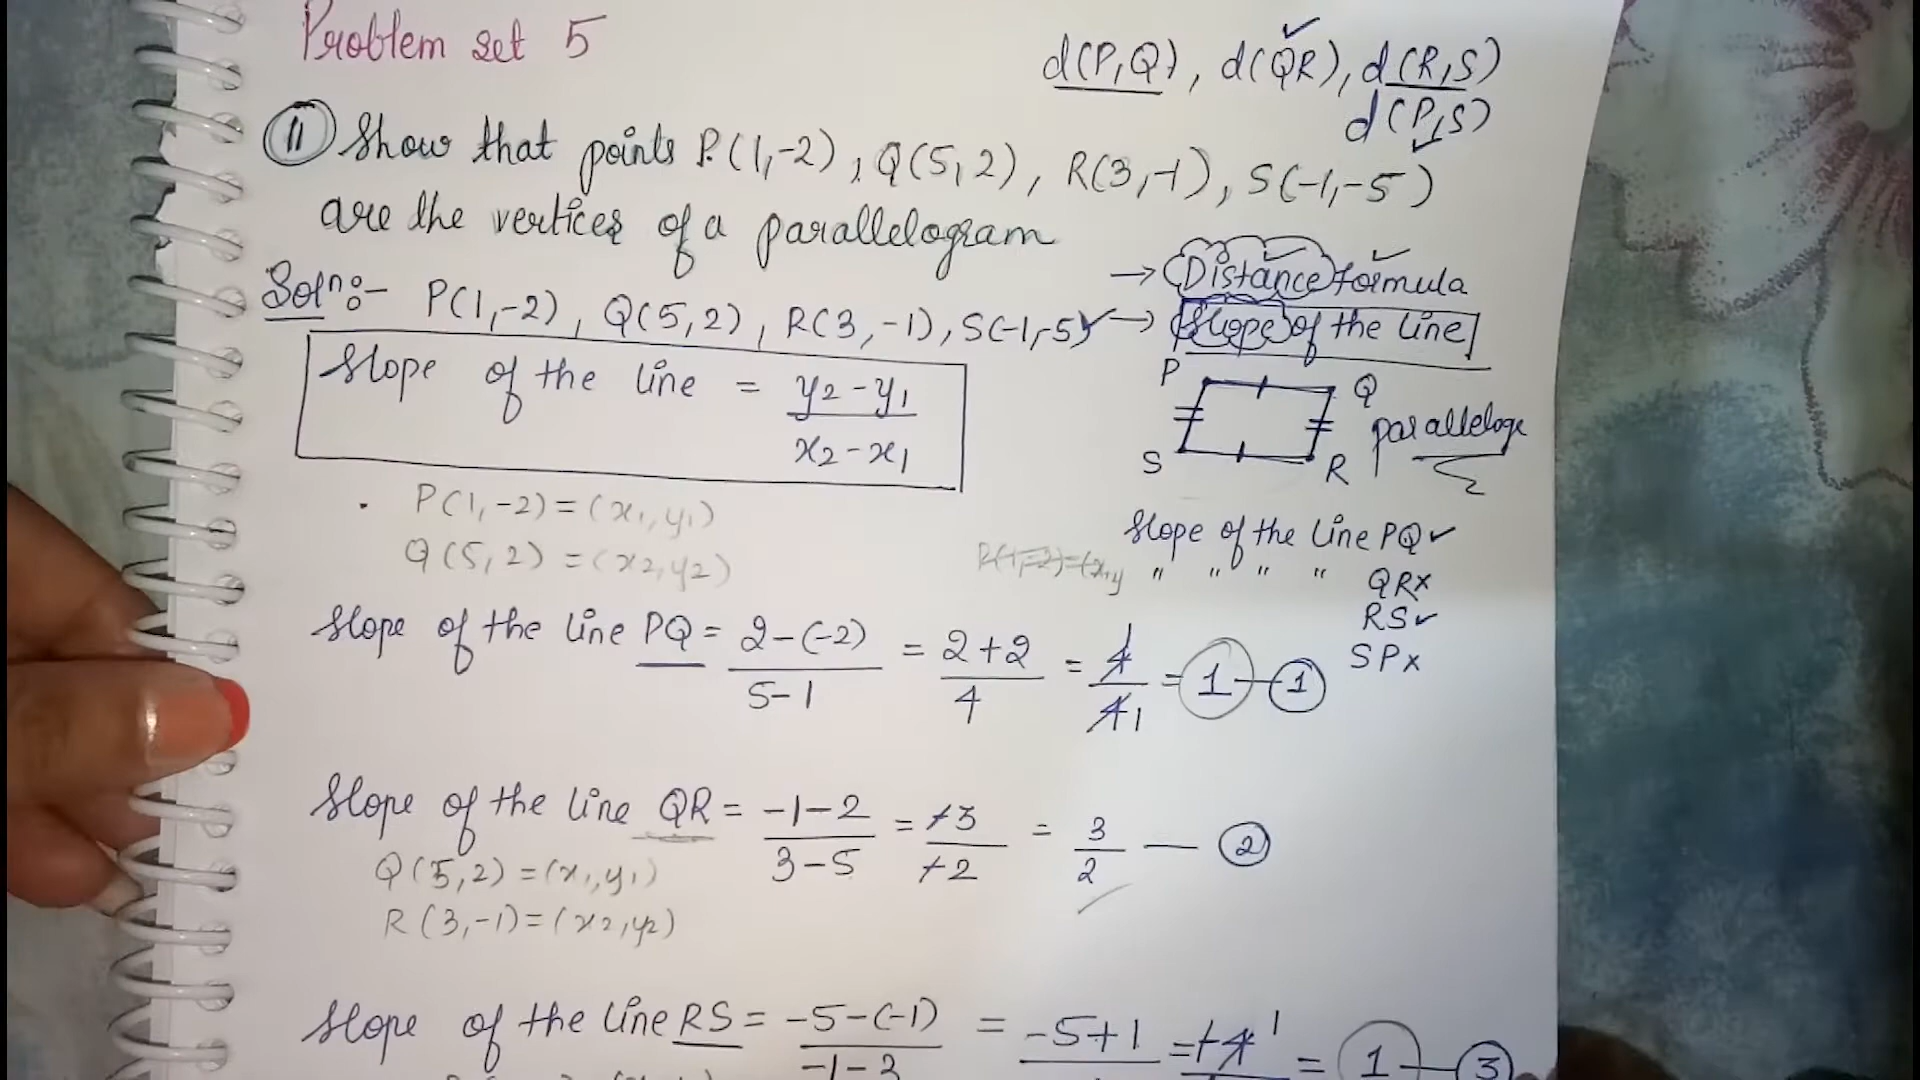 Problem set 5
d(P,Q), d(QR), d(R,S)
d(P,S)
11 Show that points P(1,-2), Q(5,2), R(3,-1), S(-1,-5)
are the vertices of a parallelogram
→ Distance formula
Soln:- P(1,-2), Q(5,2), R(3,-1), S(-1,-5) → Slope of the line
Slope of the line = y2-y1
x2-x1
P Q
S R
P(1,-2) = (x1,y1)
Q(5,2) = (x2,y2)
Slope of the line PQ ✓
" " " " QR×
RS✓
SP×
Slope of the line PQ = 2-(-2) = 2+2 = 4 = 1 — 1
5-1 4 4 1
Slope of the line QR = -1-2 = -3 = 3 — 2
3-5 -2 2
Q(5,2) = (x1,y1)
R(3,-1) = (x2,y2)
Slope of the line RS = -5-(-1) = -5+1 = -4 1 = 1 — 3
-1-3